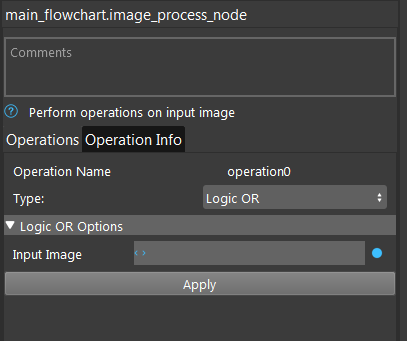 main_flowchart.image_process_node
Comments
? Perform operations on input image
Operations Operation Info
Operation Name operation0
Type: Logic OR
Logic OR Options
Input Image <>
Apply